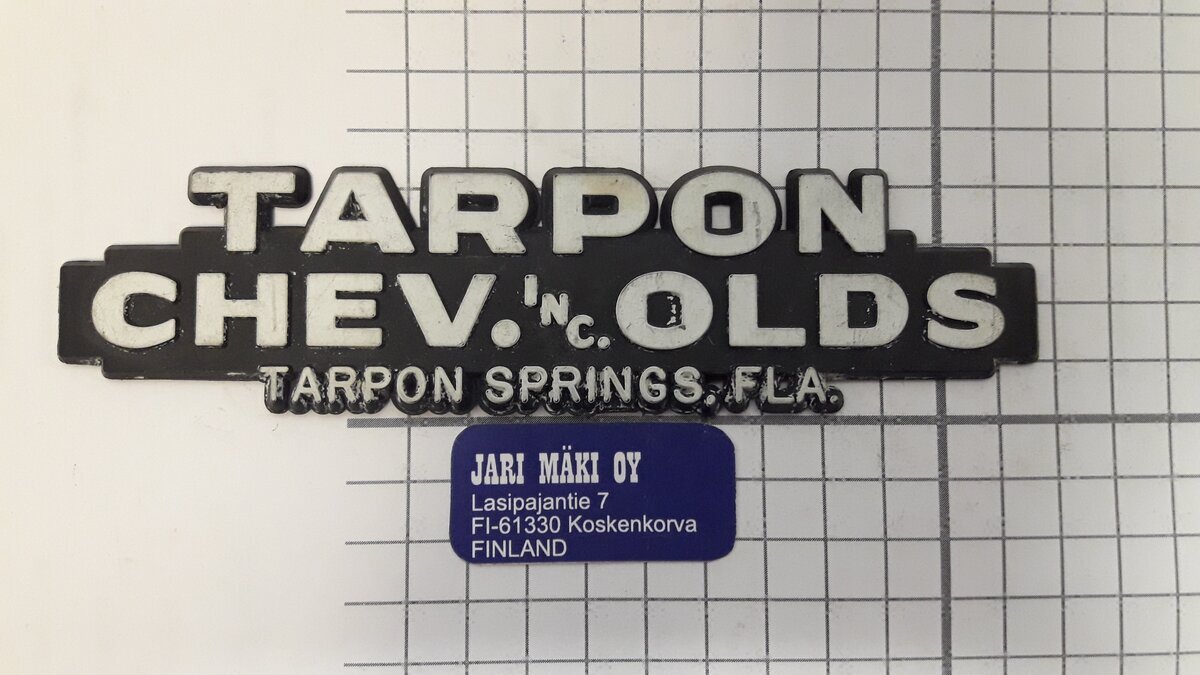 TARPON
CHEV. INC. OLDS
TARPON SPRINGS, FLA.
JARI MÄKI OY
Lasipajantie 7
FI-61330 Koskenkorva
FINLAND